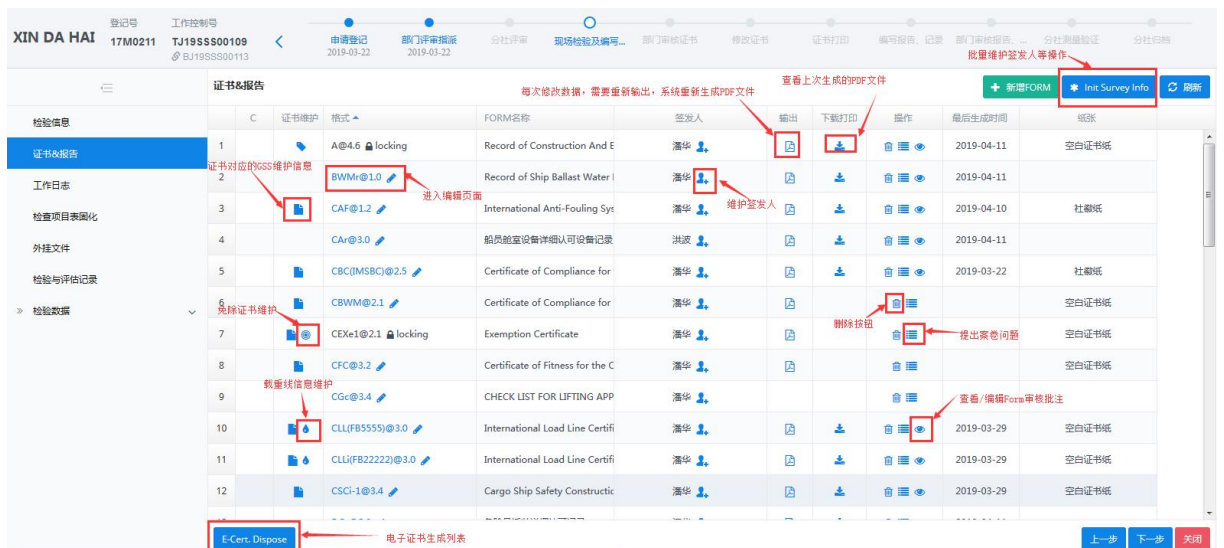 登记号 工作控制号
XIN DA HAI 17M0211 TJ19SSS00109
BJ19SSS00113
申请登记 部门评审指派 分社评审 现场检验及编写... 部门审核证书 修改证书 证书打印 编写报告、记录 部门审核报告、... 分社测量验证 分社归档
2019-03-22 2019-03-22
批量维护签发人等操作
证书&报告
每次修改数据，需要重新输出，系统重新生成PDF文件
查看上次生成的PDF文件
新增FORM Init Survey Info 刷新
检验信息
证书&报告
工作日志
检查项目表固化
外挂文件
检验与评估记录
检验数据
C 证书维护 格式 FORM名称 签发人 输出 下载打印 操作 最后生成时间 纸张
1 A@4.6 locking Record of Construction And E 潘华 2019-04-11 空白证书纸
证书对应的GSS维护信息
2 BWMr@1.0 Record of Ship Ballast Water 潘华 2019-04-11
进入编辑页面
维护签发人
3 CAF@1.2 International Anti-Fouling Sys 潘华 2019-04-10 社徽纸
4 CAr@3.0 船员舱室设备详细认可设备记录 洪波 2019-04-11
5 CBC(IMSBC)@2.5 Certificate of Compliance for 潘华 2019-03-22 社徽纸
6 CBWM@2.1 Certificate of Compliance for 潘华 空白证书纸
免除证书维护
删除按钮
7 CEXe1@2.1 locking Exemption Certificate 潘华 空白证书纸
提出案卷问题
8 CFC@3.2 Certificate of Fitness for the C 潘华 空白证书纸
载重线信息维护
9 CGc@3.4 CHECK LIST FOR LIFTING APP 潘华
查看/编辑Form审核批注
10 CLL(FB5555)@3.0 International Load Line Certifi 潘华 2019-03-29 空白证书纸
11 CLLi(FB22222)@3.0 International Load Line Certifi 潘华 2019-03-29 空白证书纸
12 CSCi-1@3.4 Cargo Ship Safety Constructic 潘华 2019-03-29 空白证书纸
E-Cert. Dispose 电子证书生成列表 上一步 下一步 关闭